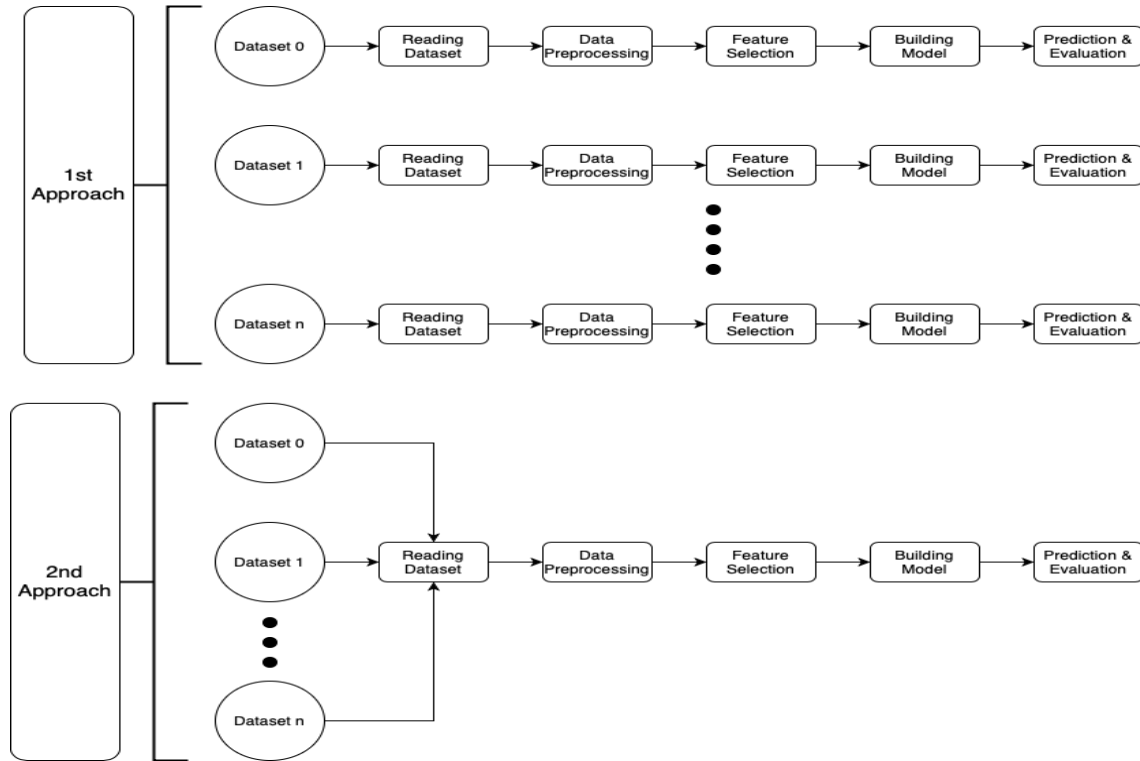 1st
Approach
Dataset 0
Reading
Dataset
Data
Preprocessing
Feature
Selection
Building
Model
Prediction &
Evaluation
Dataset 1
Reading
Dataset
Data
Preprocessing
Feature
Selection
Building
Model
Prediction &
Evaluation
Dataset n
Reading
Dataset
Data
Preprocessing
Feature
Selection
Building
Model
Prediction &
Evaluation
2nd
Approach
Dataset 0
Dataset 1
Reading
Dataset
Data
Preprocessing
Feature
Selection
Building
Model
Prediction &
Evaluation
Dataset n